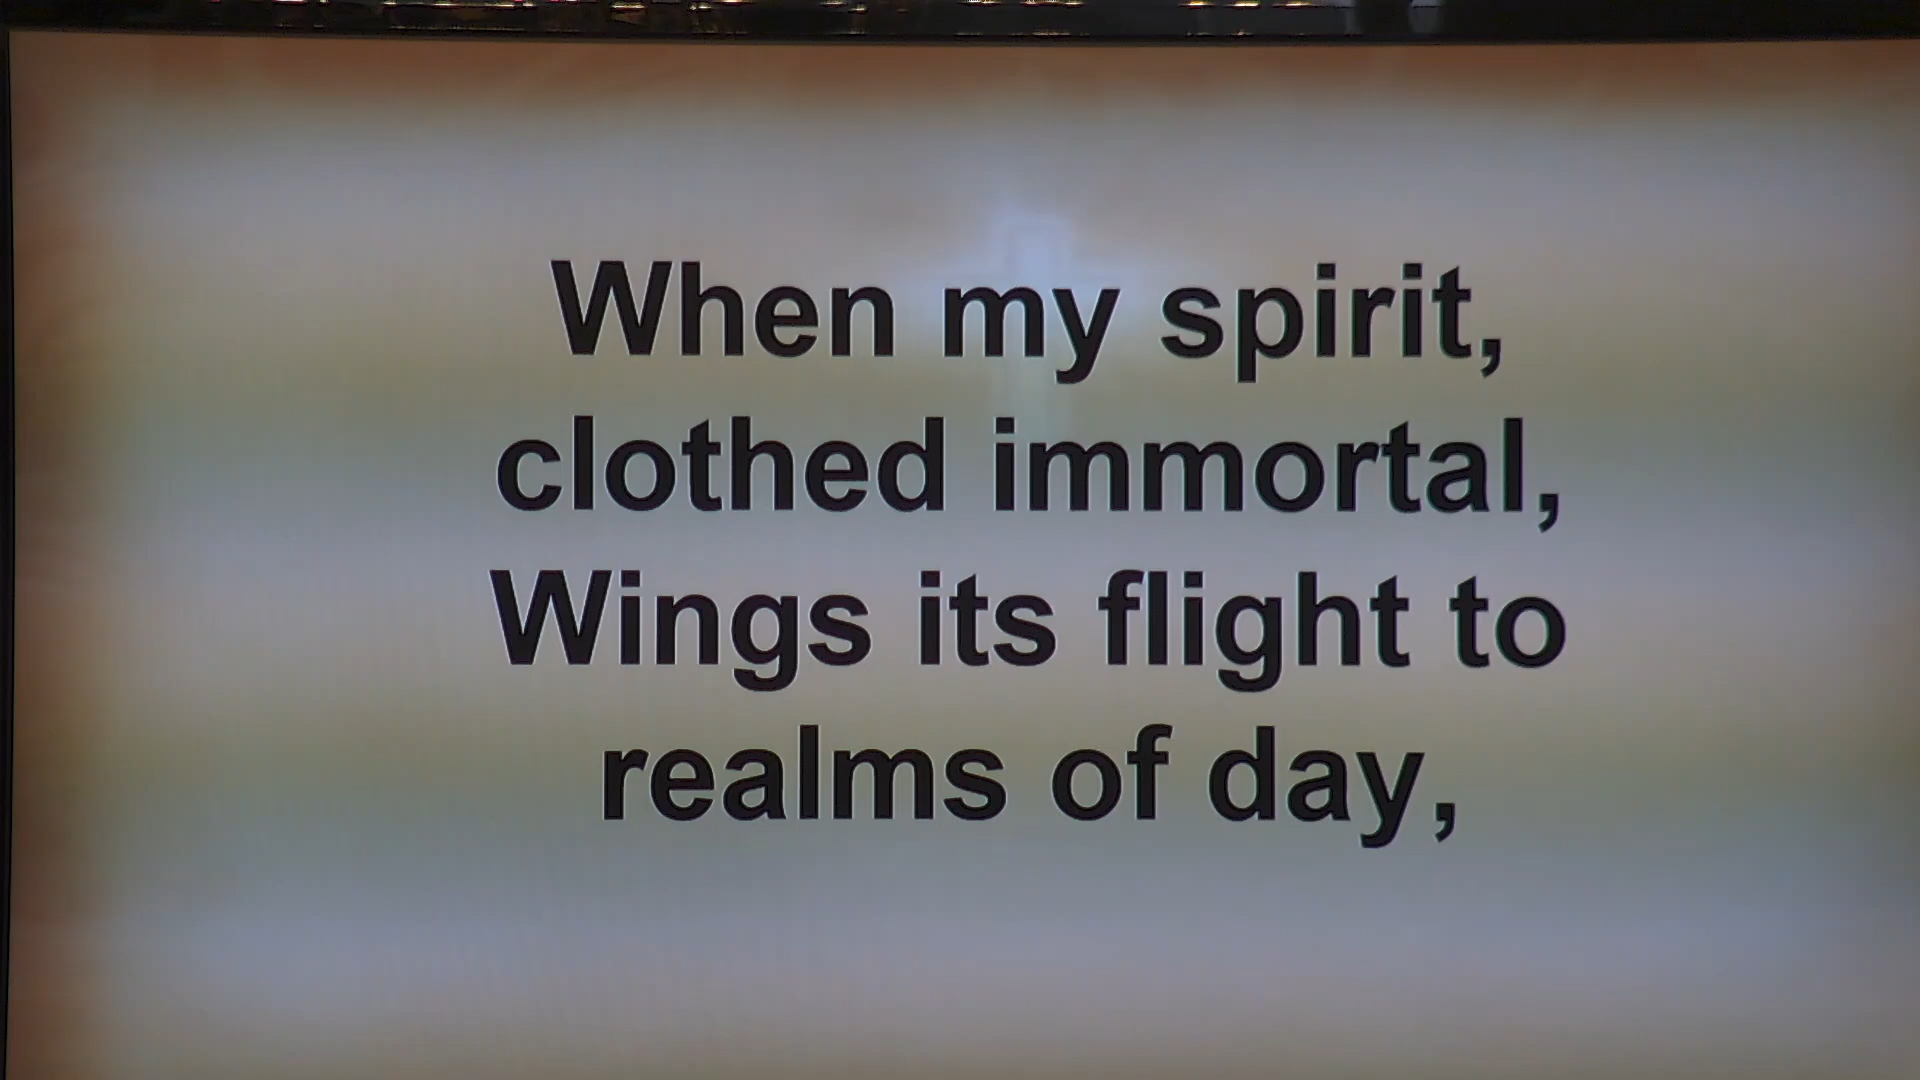 When my spirit,
clothed immortal,
Wings its flight to
realms of day,